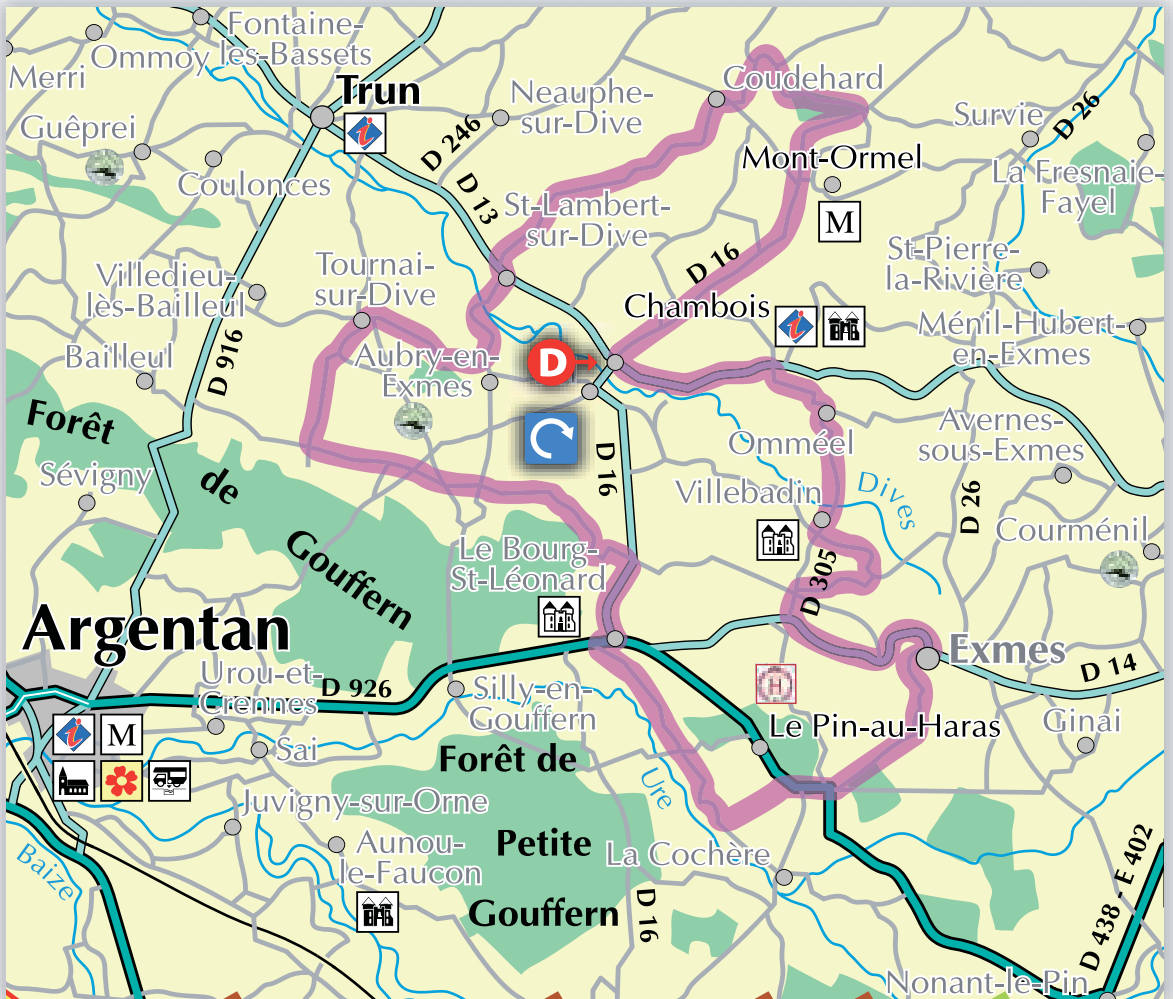 Fontaine-
les-Bassets
Ommoy
Merri
Trun
i
Guêprei
Coulonces
Neauphe-
sur-Dive
D 246
D 13
Coudehard
Survie
D 26
La Fresnaie-
Fayel
Mont-Ormel
M
St-Lambert-
sur-Dive
D 16
St-Pierre-
la-Rivière
Tournai-
sur-Dive
Villedieu-
lès-Bailleul
Chambois
i
Ménil-Hubert-
en-Exmes
Bailleul
D 916
Aubry-en-
Exmes
D
Forêt
de
Gouffern
Sévigny
D 16
Omméel
Avernes-
sous-Exmes
Villebadin
Dives
D 26
Courménil
Le Bourg-
St-Léonard
D 305
Argentan
Exmes
D 14
Urou-et-
Crennes
D 926
Silly-en-
Gouffern
H
Le Pin-au-Haras
Ginai
i
M
Sai
Forêt de
Petite
Gouffern
Ure
Juvigny-sur-Orne
Aunou-
le-Faucon
La Cochère
Baize
D 16
D 438 - E 402
Nonant-le-Pin